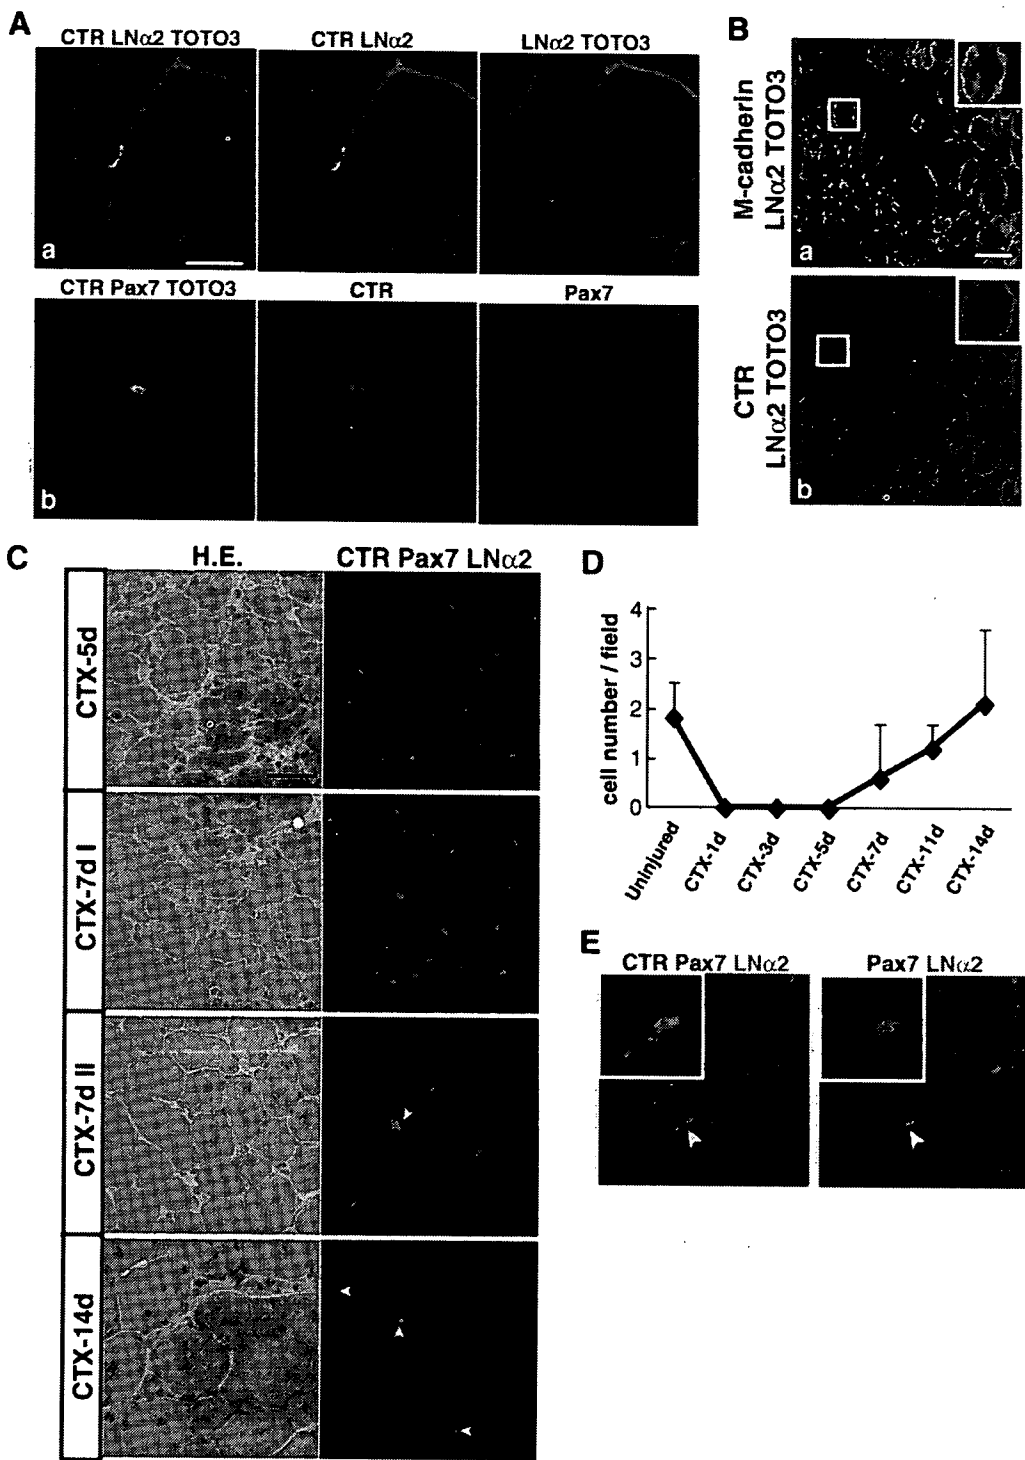 A
CTR LNα2 TOTO3
CTR LNα2
LNα2 TOTO3
a
CTR Pax7 TOTO3
CTR
Pax7
b
B
M-cadherin
LNα2 TOTO3
a
CTR
LNα2 TOTO3
b
C
H.E.
CTR Pax7 LNα2
CTX-5d
CTX-7d I
CTX-7d II
CTX-14d
D
cell number / field
4
3
2
1
0
Uninjured
CTX-1d
CTX-3d
CTX-5d
CTX-7d
CTX-11d
CTX-14d
E
CTR Pax7 LNα2
Pax7 LNα2